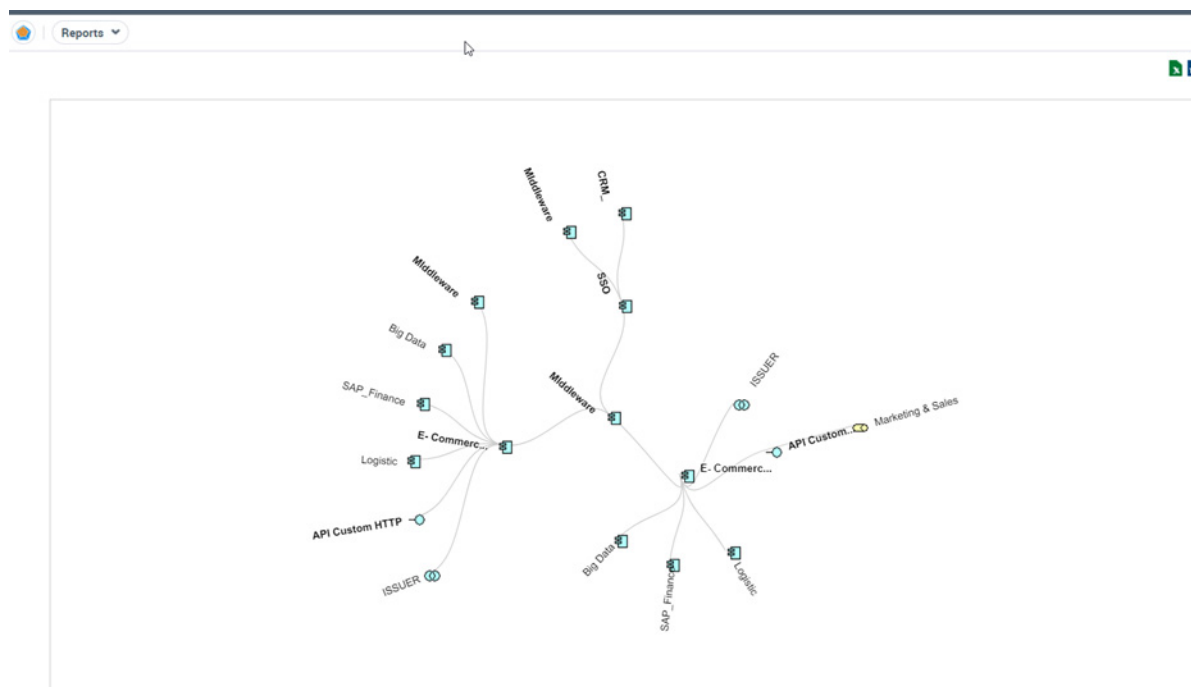 Reports
MIddleware
CRM_
MIddleware
SSO
Big Data
ISSUER
SAP_Finance
MIddleware
Marketing & Sales
E- Commerc...
API Custom...
Logistic
E- Commerc...
API Custom HTTP
Big Data
SAP_Finance
Logistic
ISSUER